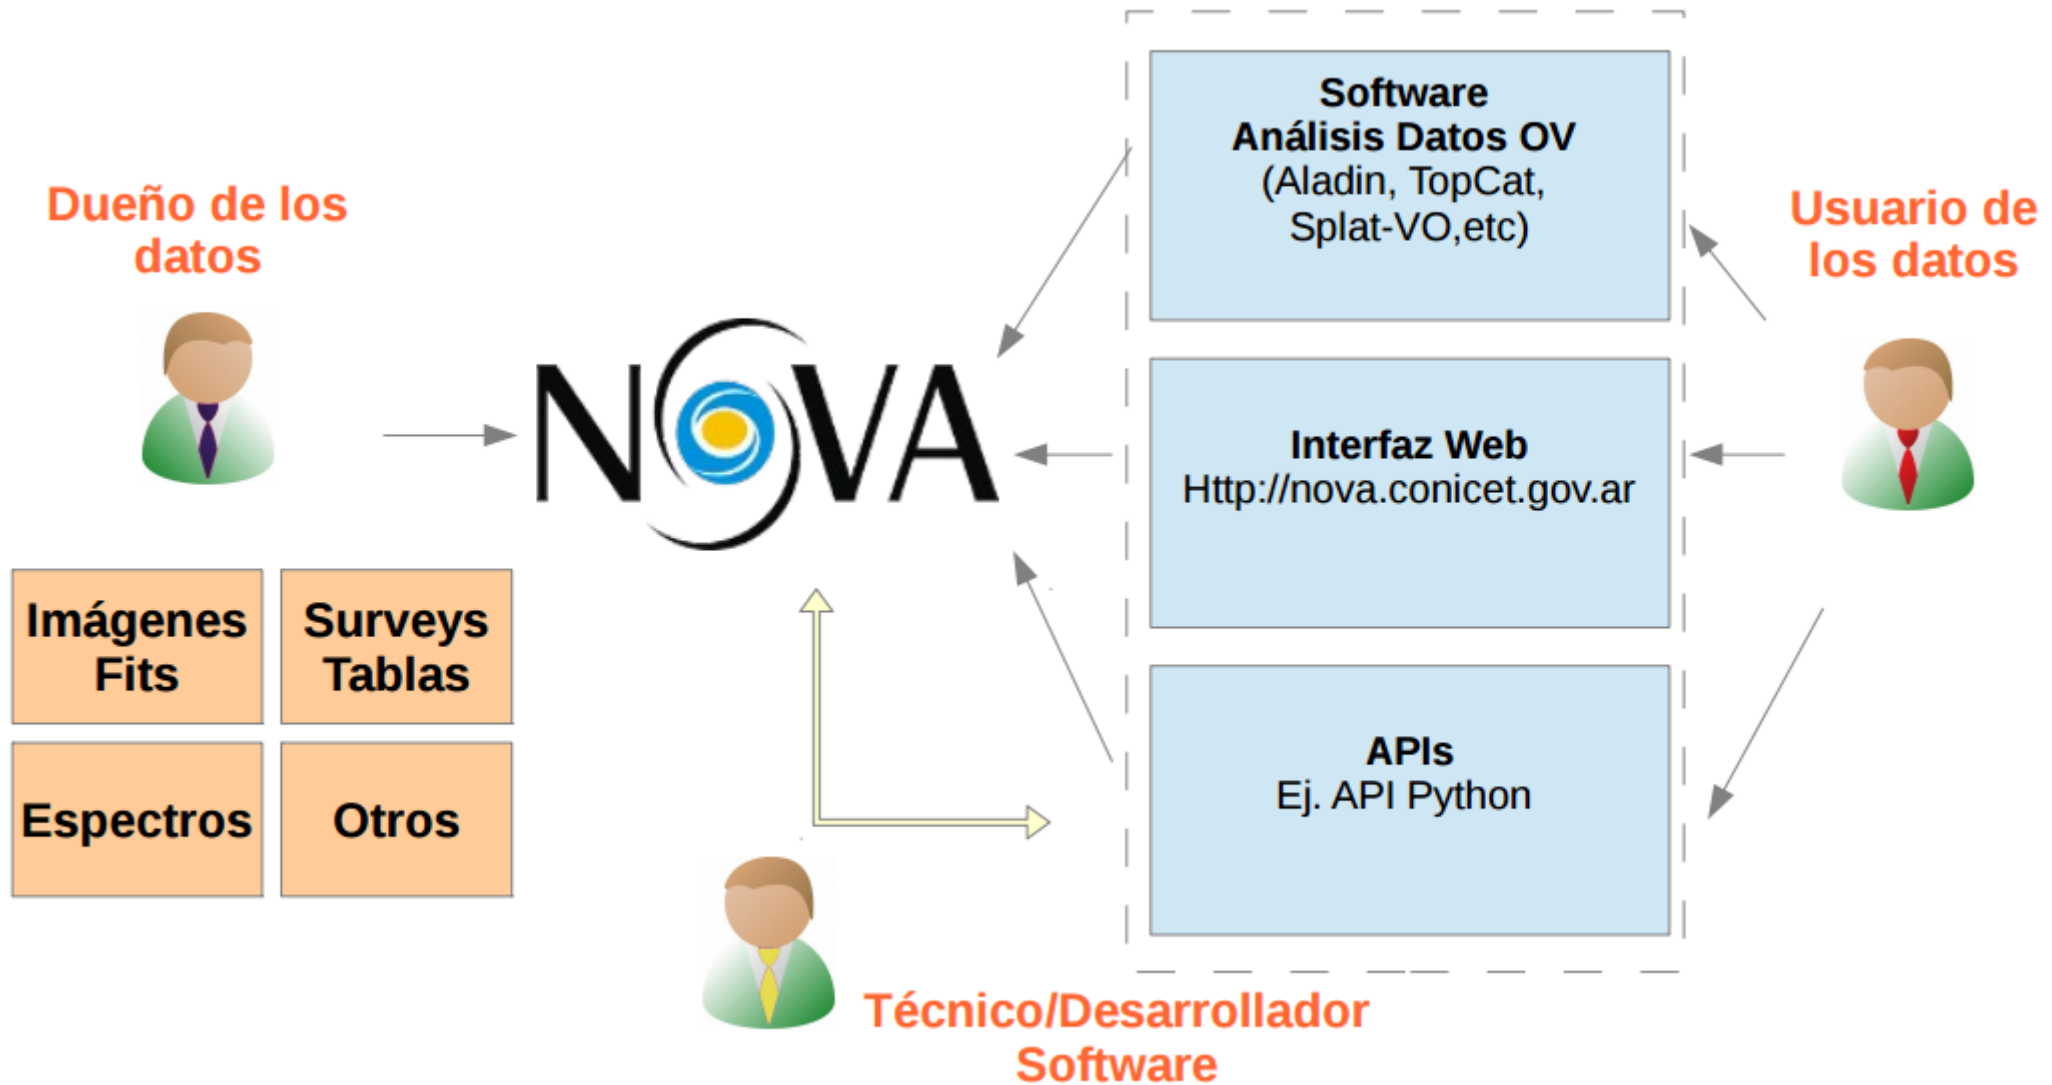 Dueño de los
datos
Imágenes
Fits
Surveys
Tablas
Espectros
Otros
NOVA
Software
Análisis Datos OV
(Aladin, TopCat,
Splat-VO,etc)
Interfaz Web
Http://nova.conicet.gov.ar
APIs
Ej. API Python
Usuario de
los datos
Técnico/Desarrollador
Software